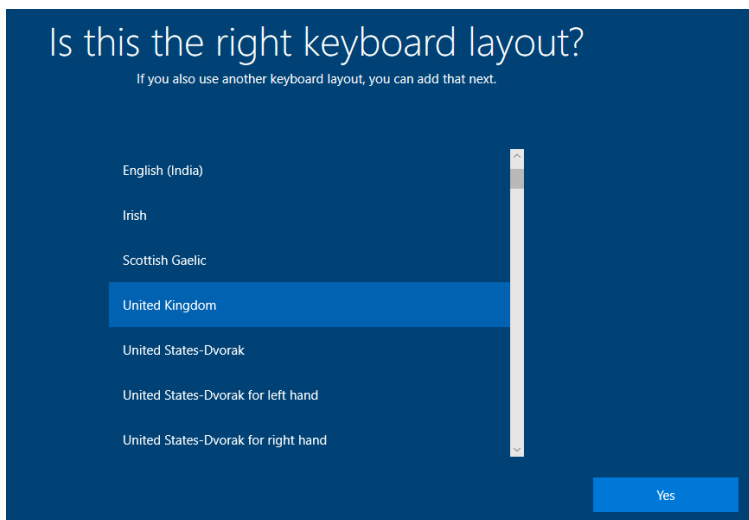 Is this the right keyboard layout?
If you also use another keyboard layout, you can add that next.
English (India)
Irish
Scottish Gaelic
United Kingdom
United States-Dvorak
United States-Dvorak for left hand
United States-Dvorak for right hand
Yes